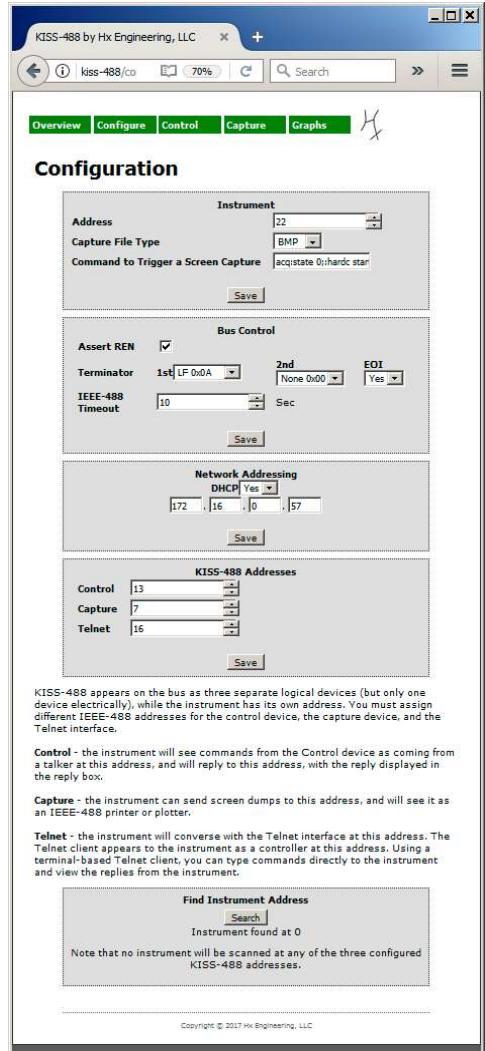 KISS-488 by Hx Engineering, LLC
kiss-488/co 70% Search
Overview Configure Control Capture Graphs Hx
Configuration
Instrument
Address 22
Capture File Type BMP
Command to Trigger a Screen Capture acq:state 0;:hardc star
Save
Bus Control
Assert REN
2nd EOI
Terminator 1st LF 0x0A None 0x00 Yes
IEEE-488
Timeout 10 Sec
Save
Network Addressing
DHCP Yes
172 . 16 . 0 . 57
Save
KISS-488 Addresses
Control 13
Capture 7
Telnet 16
Save
KISS-488 appears on the bus as three separate logical devices (but only one
device electrically), while the instrument has its own address. You must assign
different IEEE-488 addresses for the control device, the capture device, and the
Telnet interface.
Control - the instrument will see commands from the Control device as coming from
a talker at this address, and will reply to this address, with the reply displayed in
the reply box.
Capture - the instrument can send screen dumps to this address, and will see it as
an IEEE-488 printer or plotter.
Telnet - the instrument will converse with the Telnet interface at this address. The
Telnet client appears to the instrument as a controller at this address. Using a
terminal-based Telnet client, you can type commands directly to the instrument
and view the replies from the instrument.
Find Instrument Address
Search
Instrument found at 0
Note that no instrument will be scanned at any of the three configured
KISS-488 addresses.
Copyright © 2017 Hx Engineering, LLC